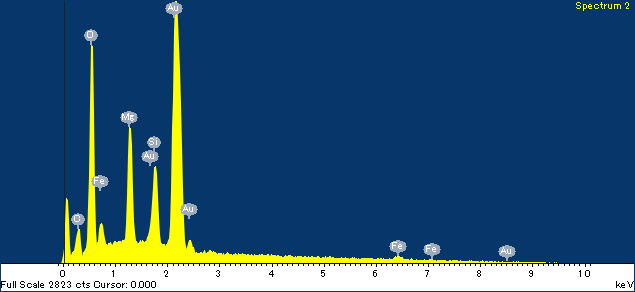 Spectrum 2
Au
O
Mg
Si
Au
Fe
Au
O
Fe
Fe
Au
0 1 2 3 4 5 6 7 8 9 10
Full Scale 2823 cts Cursor: 0.000 keV